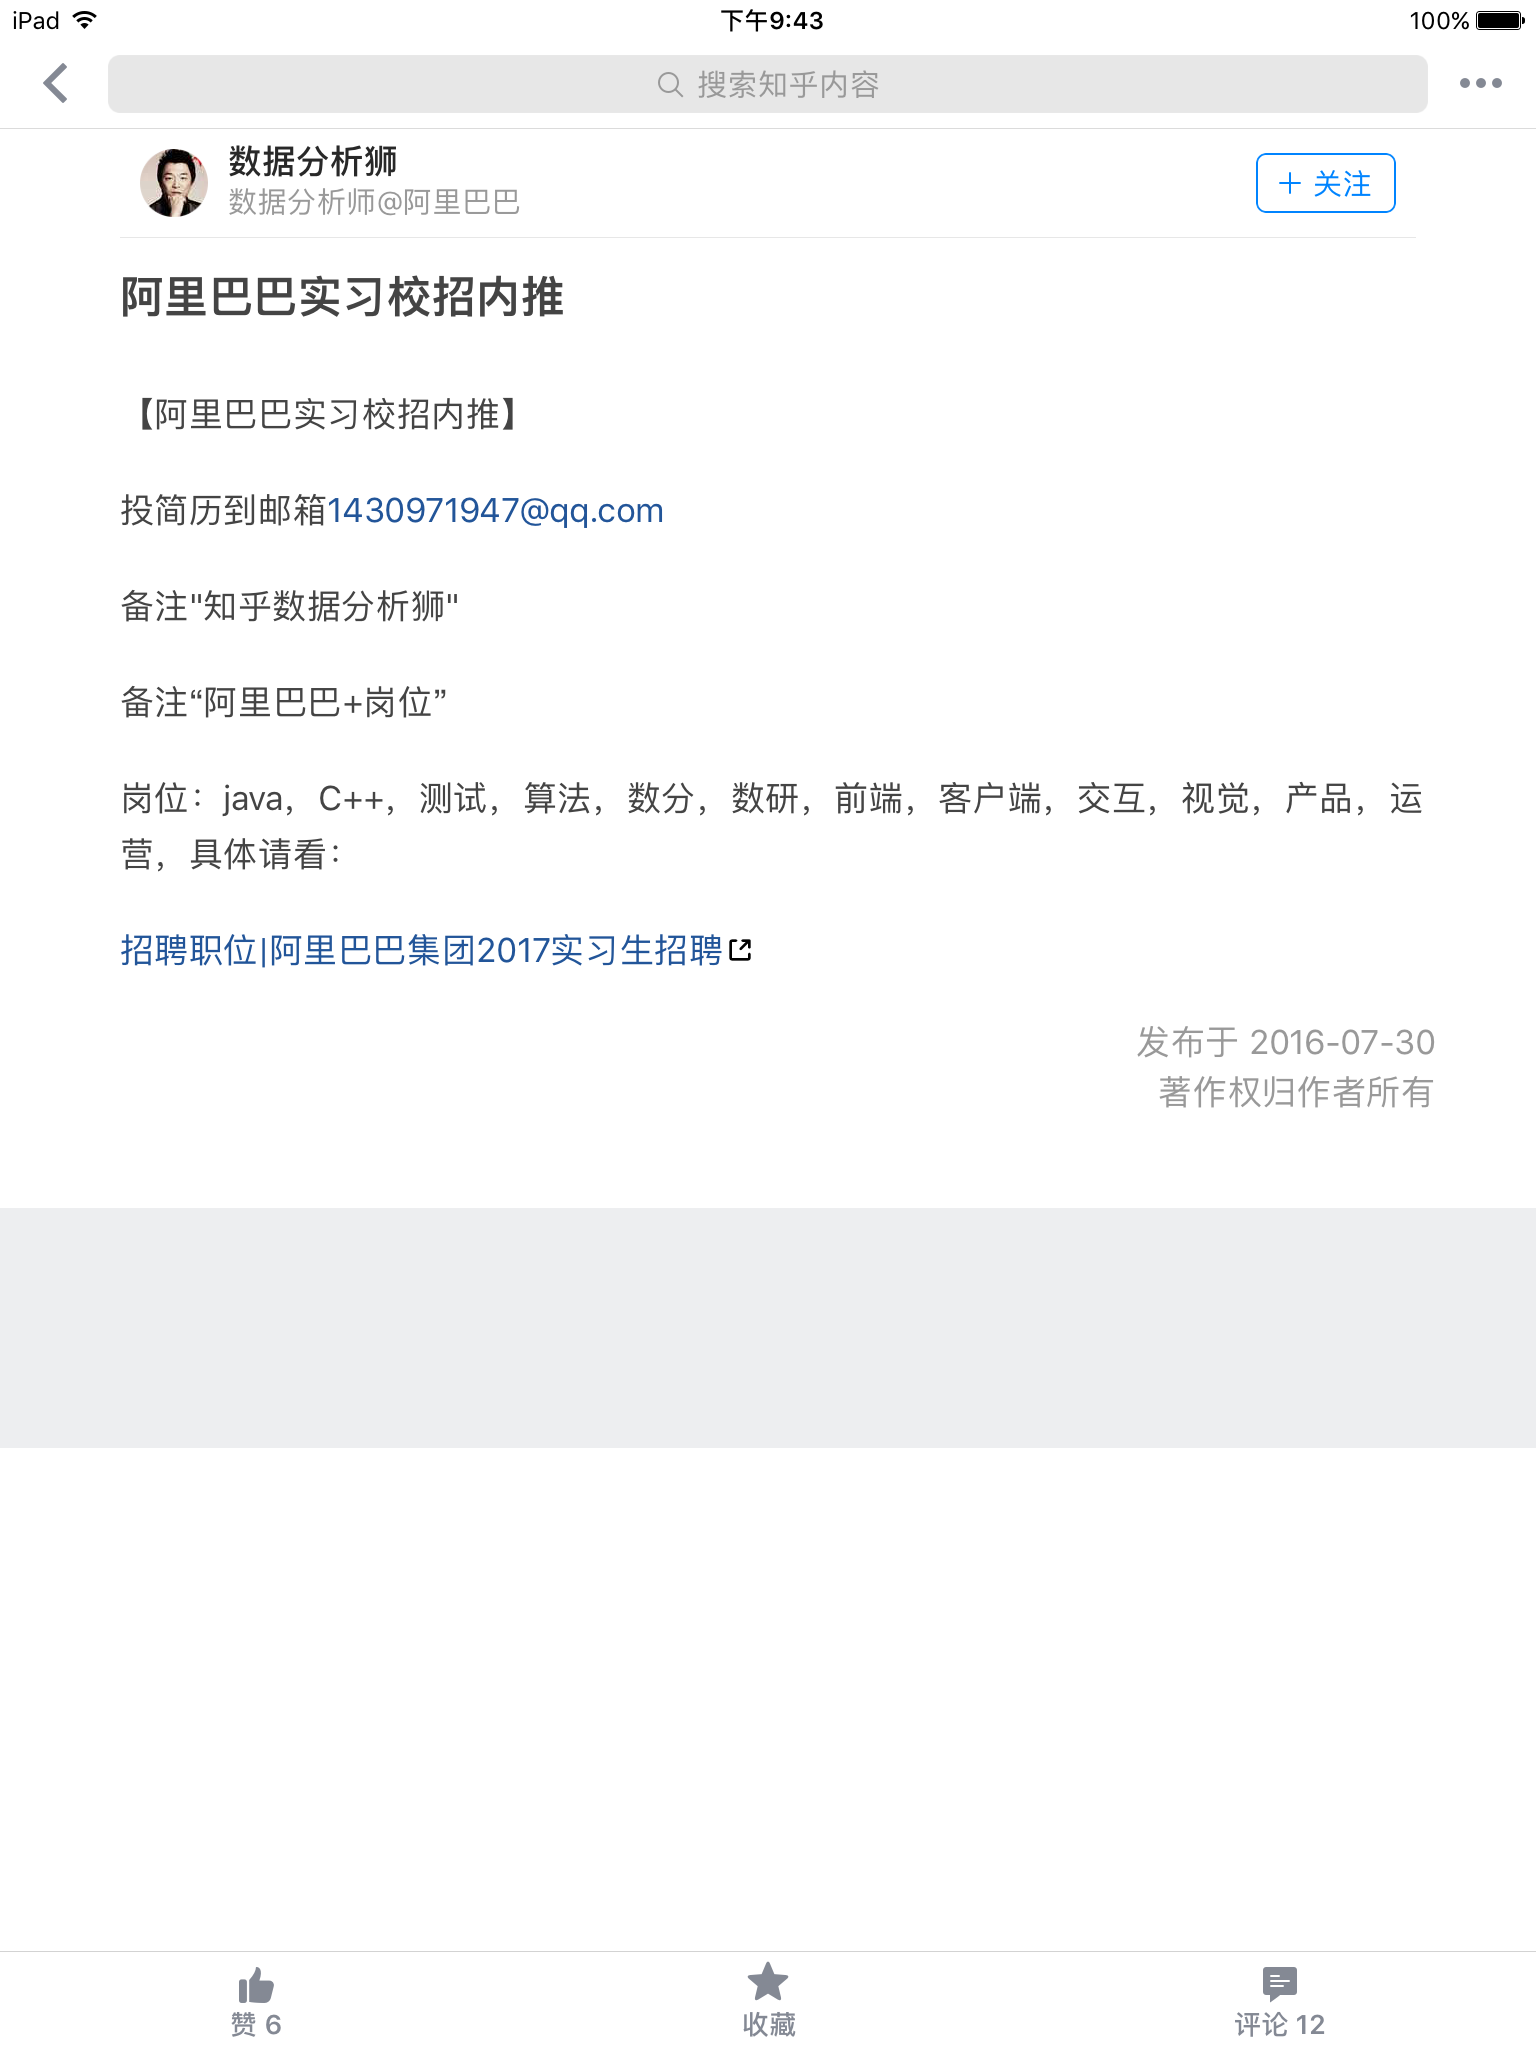 iPad
下午9:43
100%
搜索知乎内容
数据分析狮
数据分析师@阿里巴巴
关注
阿里巴巴实习校招内推
【阿里巴巴实习校招内推】
投简历到邮箱1430971947@qq.com
备注"知乎数据分析狮"
备注“阿里巴巴+岗位”
岗位：java，C++，测试，算法，数分，数研，前端，客户端，交互，视觉，产品，运
营，具体请看：
招聘职位|阿里巴巴集团2017实习生招聘
发布于 2016-07-30
著作权归作者所有
赞 6
收藏
评论 12